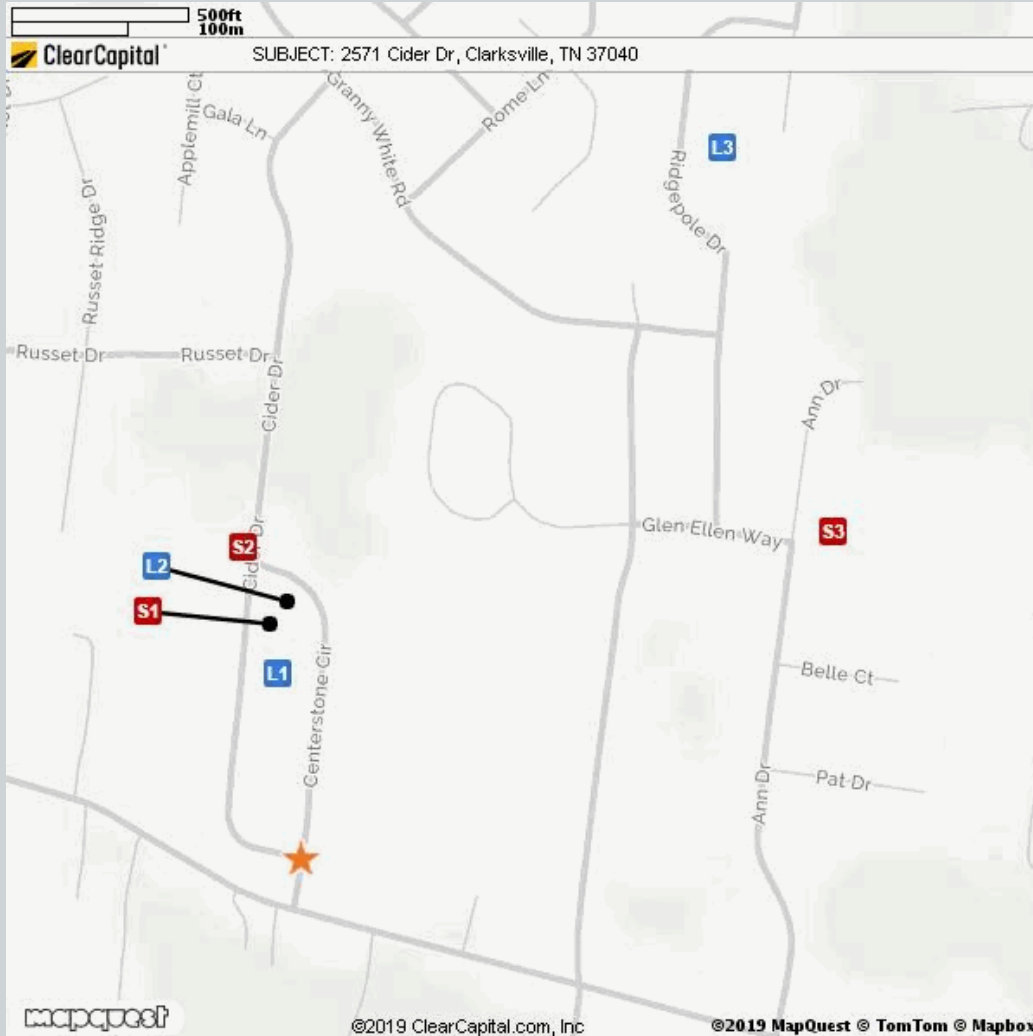 500ft
100m
ClearCapital
SUBJECT: 2571 Cider Dr, Clarksville, TN 37040
Granny White Rd
Rome Ln
Applemill Ct
Gala Ln
L3
Ridgepole Dr
Russet Ridge Dr
Russet Dr
Russet Dr
Cider Dr
Ann Dr
Cider Dr
Glen Ellen Way
S3
S2
L2
S1
L1
Centerstone Cir
Belle Ct
Pat Dr
Ann Dr
mapquest
©2019 ClearCapital.com, Inc
©2019 MapQuest © TomTom © Mapbox